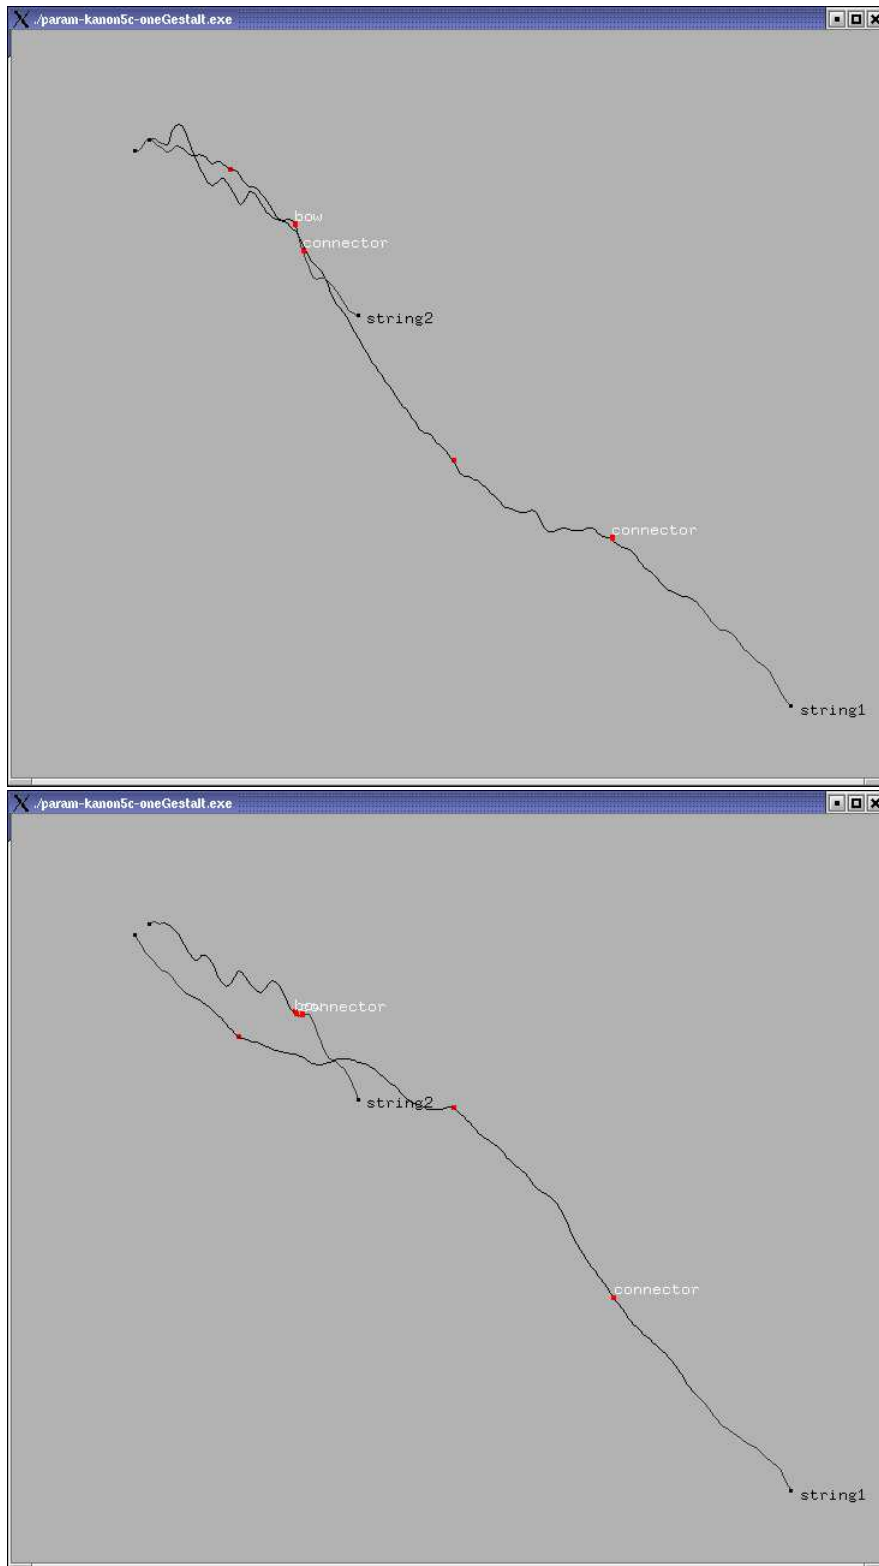 ./param-kanon5c-oneGestalt.exe
bow
connector
string2
connector
string1
./param-kanon5c-oneGestalt.exe
connector
string2
connector
string1